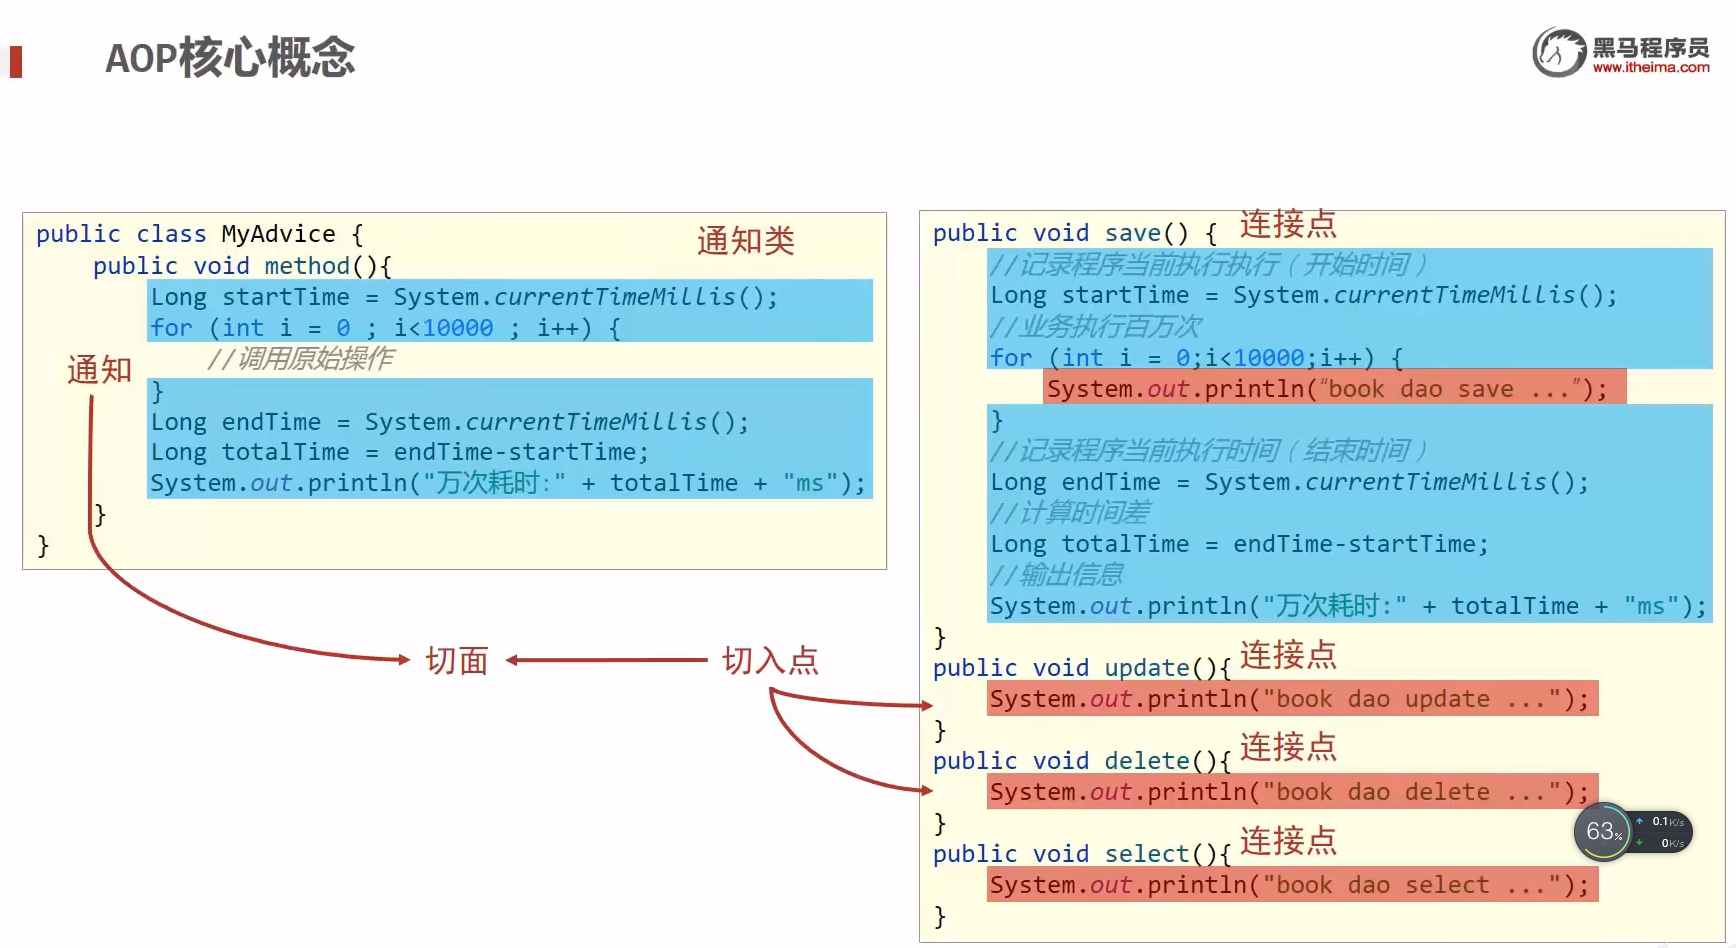 AOP核心概念
黑马程序员
www.itheima.com
public class MyAdvice {
通知类
public void method(){
Long startTime = System.currentTimeMillis();
for (int i = 0 ; i<10000 ; i++) {
//调用原始操作
通知
}
Long endTime = System.currentTimeMillis();
Long totalTime = endTime-startTime;
System.out.println("万次耗时:" + totalTime + "ms");
}
}
切面
切入点
public void save() {
连接点
//记录程序当前执行执行（开始时间）
Long startTime = System.currentTimeMillis();
//业务执行百万次
for (int i = 0;i<10000;i++) {
System.out.println(“book dao save ...”);
}
//记录程序当前执行时间（结束时间）
Long endTime = System.currentTimeMillis();
//计算时间差
Long totalTime = endTime-startTime;
//输出信息
System.out.println("万次耗时:" + totalTime + "ms");
}
public void update(){
连接点
System.out.println("book dao update ...");
}
public void delete(){
连接点
System.out.println("book dao delete ...");
}
public void select(){
连接点
System.out.println("book dao select ...");
}
63%
0.1K/s
0K/s